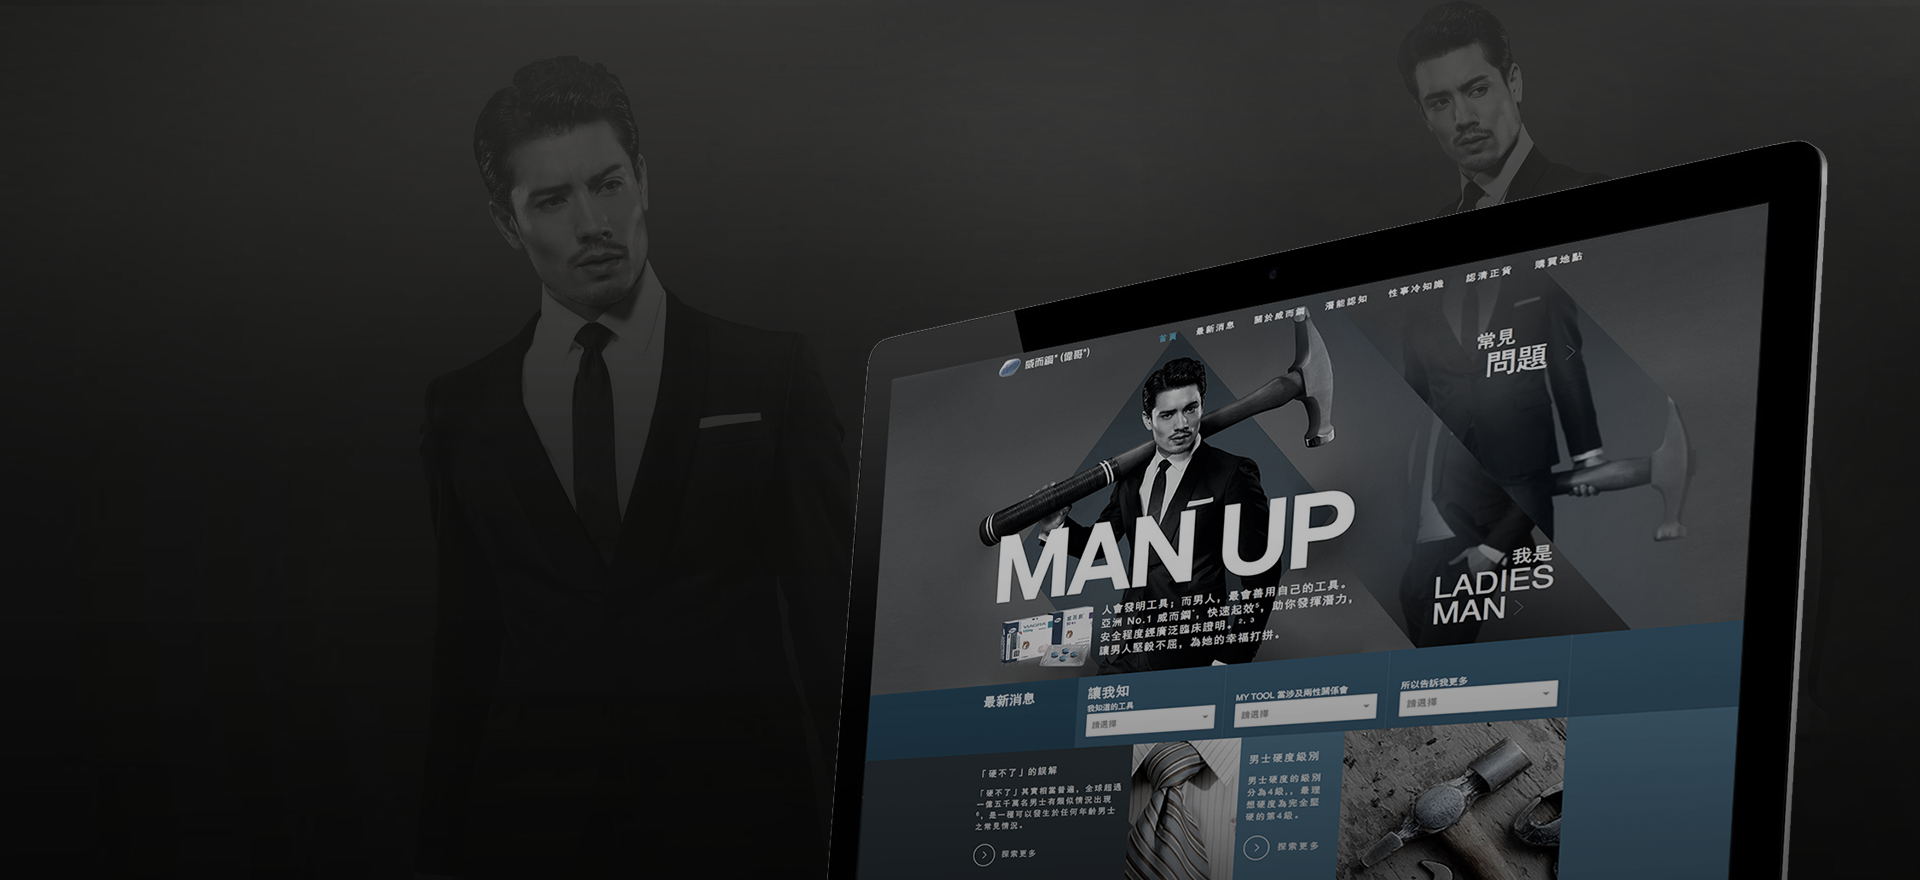 首頁
最新消息
關於威而鋼
潛能認知
性事冷知識
認清正貨
購買地點
威而鋼® (偉哥®)
常見
問題
MAN UP
人會發明工具；而男人，最會善用自己的工具。
亞洲 No.1 威而鋼*，快速起效⁵，助你發揮潛力，
安全程度經廣泛臨床證明。²,³
讓男人堅毅不屈，為她的幸福打拼。
VIAGRA
威而鋼
我是
LADIES
MAN
最新消息
讓我知
我知道的工具
請選擇
MY TOOL 當涉及兩性關係會
請選擇
所以告訴我更多
請選擇
「硬不了」的誤解
「硬不了」其實相當普遍，全球超過
一億五千萬名男士有類似情況出現
⁶，是一種可以發生於任何年齡男士
之常見情況。
探索更多
男士硬度級別
男士硬度的級別
分為4級，最理
想硬度為完全堅
硬的第4級。
探索更多